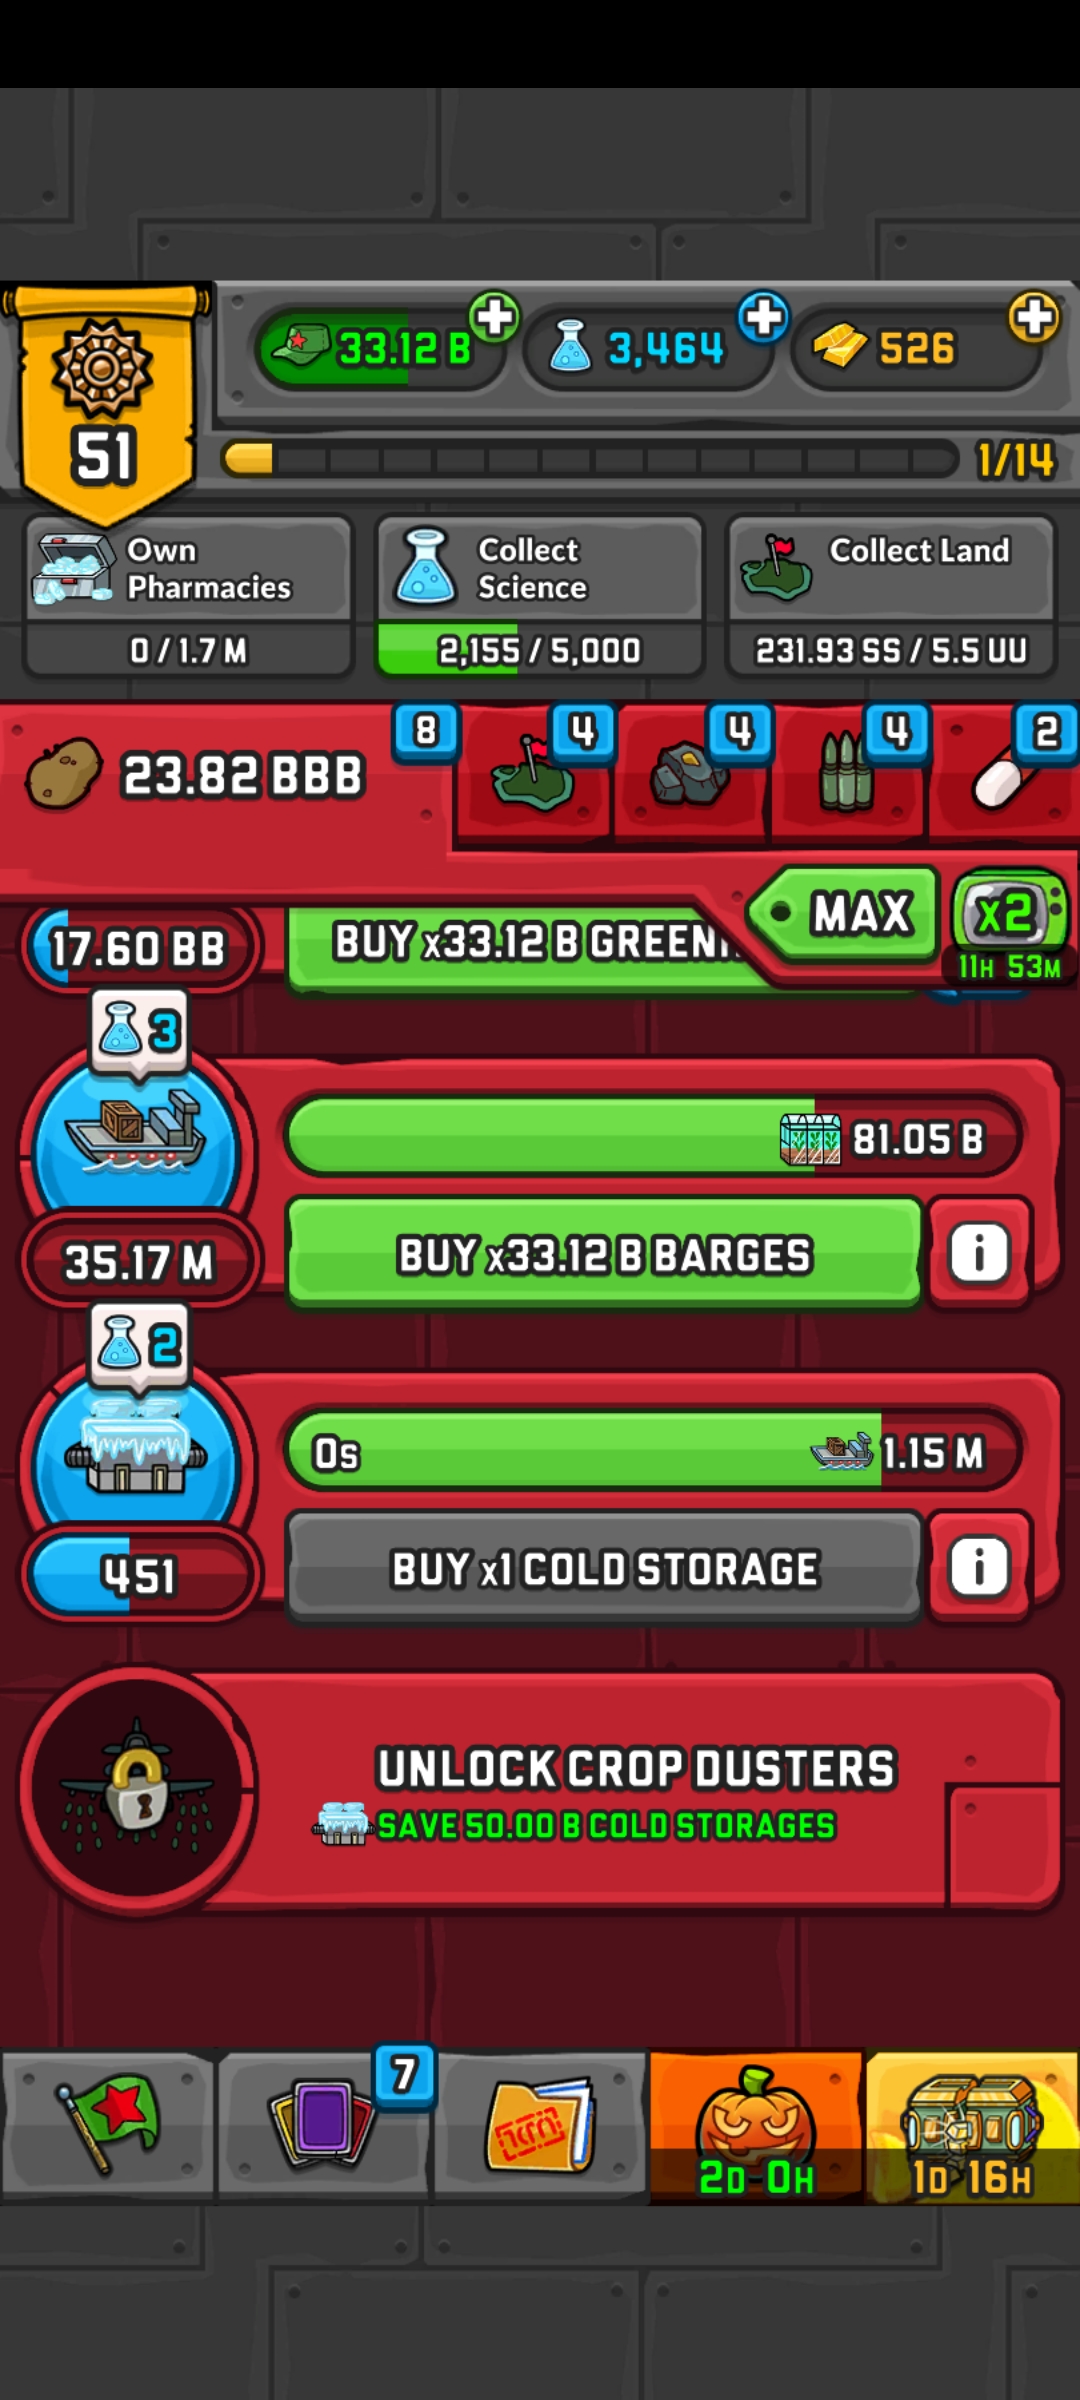 33.12 B
3,464
526
51
1/14
Own
Pharmacies
0 / 1.7 M
Collect
Science
2,155 / 5,000
Collect Land
231.93 SS / 5.5 UU
23.82 BBB
8
4
4
4
2
MAX
x2
11H 53M
17.60 BB
BUY x33.12 B
3
81.05 B
35.17 M
BUY x33.12 B BARGES
i
2
0s
1.15 M
451
BUY x1 COLD STORAGE
i
UNLOCK CROP DUSTERS
SAVE 50.00 B COLD STORAGES
7
2D 0H
1D 16H